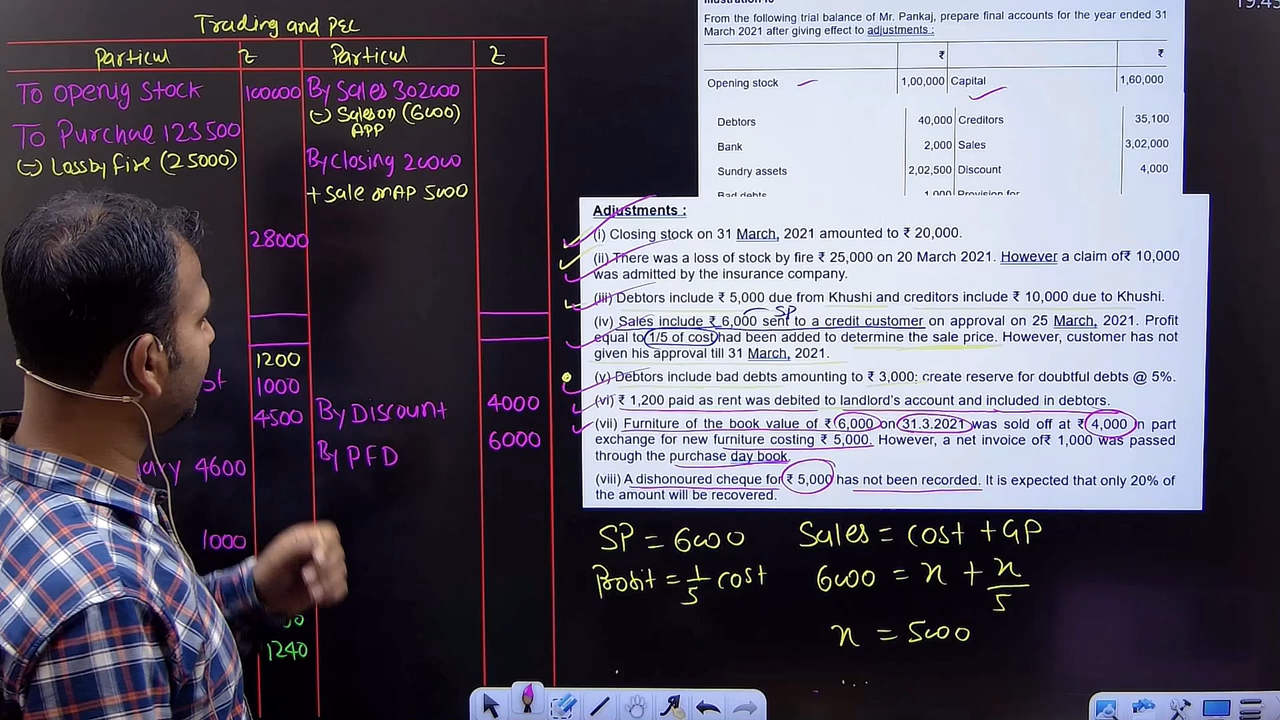 Trading and P&L
Particul ₹ Particul ₹
To openig stock 100000 By Sales 302000
(-) Sales on (6000)
APP
To Purchae 123500
(-) Loss by fire (25000)
By closing 20000
+ Sale on AP 5000
28000
1200
1000
4500 By Discount 4000
By PFD 6000
4600
1000
1240
19:45
Illustration 10
From the following trial balance of Mr. Pankaj, prepare final accounts for the year ended 31
March 2021 after giving effect to adjustments :
₹ ₹
Opening stock 1,00,000 Capital 1,60,000
Debtors 40,000 Creditors 35,100
Bank 2,000 Sales 3,02,000
Sundry assets 2,02,500 Discount 4,000
Bad debts 1,000 Provision for
Adjustments :
(i) Closing stock on 31 March, 2021 amounted to ₹ 20,000.
(ii) There was a loss of stock by fire ₹ 25,000 on 20 March 2021. However a claim of₹ 10,000
was admitted by the insurance company.
(iii) Debtors include ₹ 5,000 due from Khushi and creditors include ₹ 10,000 due to Khushi.
SP
(iv) Sales include ₹ 6,000 sent to a credit customer on approval on 25 March, 2021. Profit
equal to 1/5 of cost had been added to determine the sale price. However, customer has not
given his approval till 31 March, 2021.
(v) Debtors include bad debts amounting to ₹ 3,000; create reserve for doubtful debts @ 5%.
(vi) ₹ 1,200 paid as rent was debited to landlord's account and included in debtors.
(vii) Furniture of the book value of ₹ 6,000 on 31.3.2021 was sold off at ₹ 4,000 in part
exchange for new furniture costing ₹ 5,000. However, a net invoice of₹ 1,000 was passed
through the purchase day book.
(viii) A dishonoured cheque for ₹ 5,000 has not been recorded. It is expected that only 20% of
the amount will be recovered.
SP = 6000
Profit = 1/5 cost
Sales = cost + GP
6000 = x + x/5
x = 5000